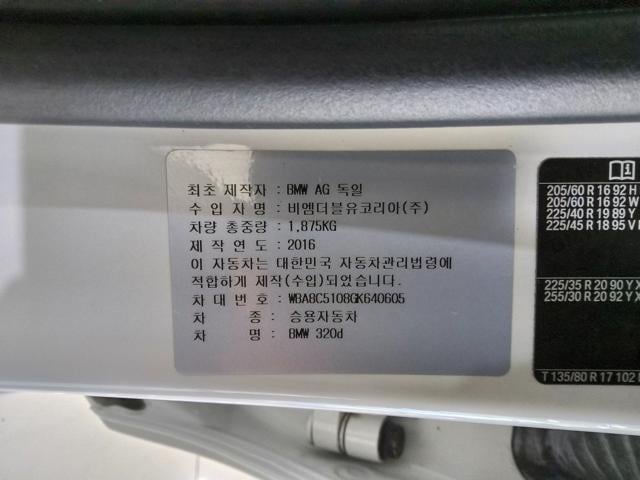 최초 제작자 : BMW AG 독일
수 입 자 명 : 비엠더블유코리아(주)
차량 총중량 : 1,875KG
제 작 연 도 : 2016
이 자동차는 대한민국 자동차관리법령에
적합하게 제작(수입)되었습니다.
차 대 번 호 : WBA8C5108GK640605
차 종 : 승용자동차
차 명 : BMW 320d
205/60 R 16 92 H
205/60 R 16 92 W
225/40 R 19 89 Y
225/45 R 18 95 V
225/35 R 20 90 Y X
255/30 R 20 92 Y X
T 135/80 R 17 102